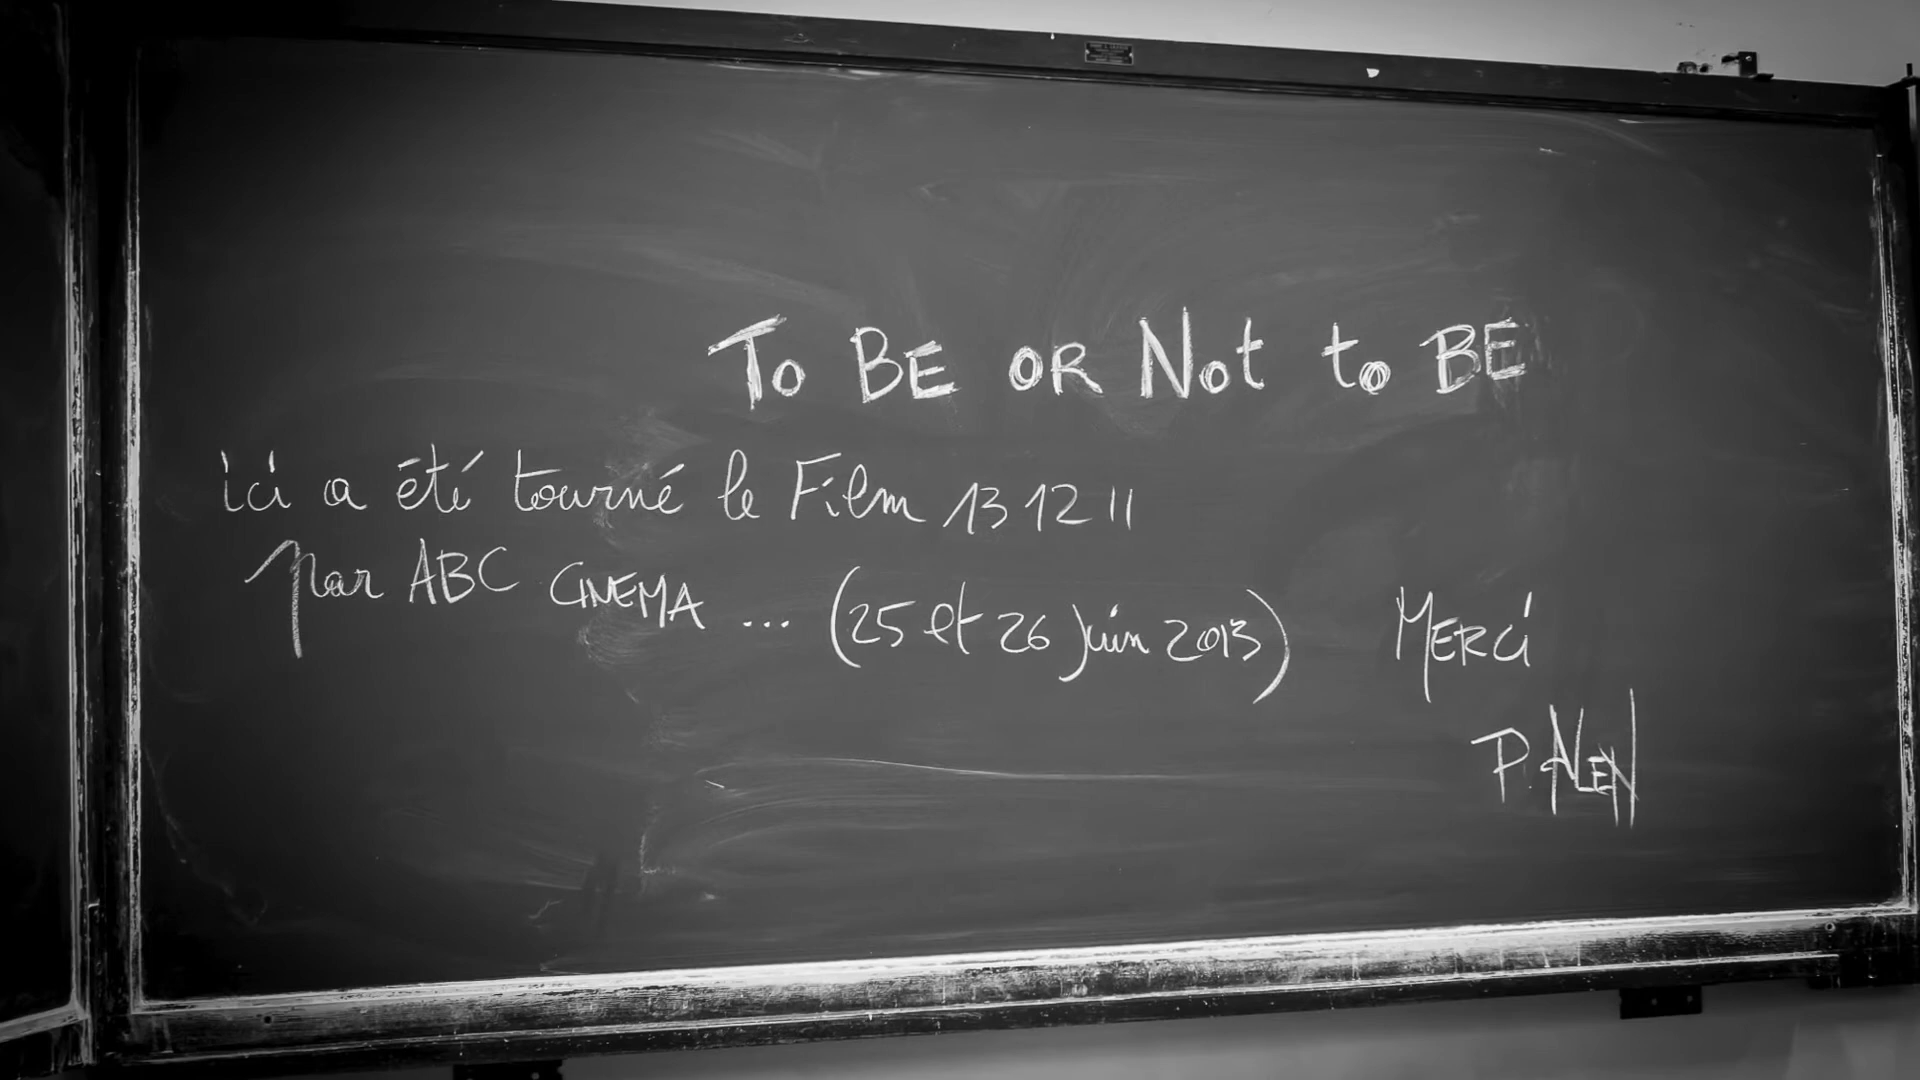 To BE OR Not to BE
ici a été tourné le Film 13 12 11
par ABC CINEMA ... (25 et 26 Juin 2013) MERCi
P. ALEN